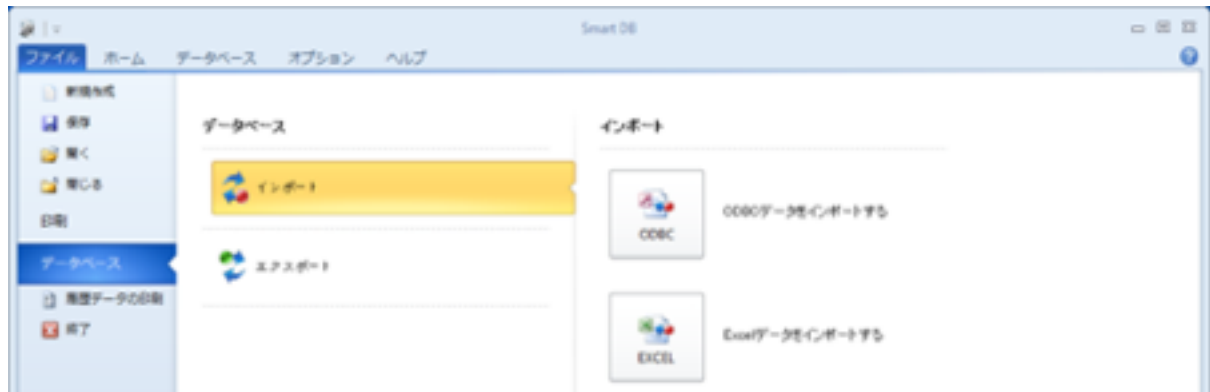 Smart DB
ファイル ホーム データベース オプション ヘルプ
新規作成
保存
開く
閉じる
印刷
データベース
履歴データの印刷
終了
データベース
インポート
エクスポート
インポート
ODBC
ODBCデータをインポートする
EXCEL
Excelデータをインポートする